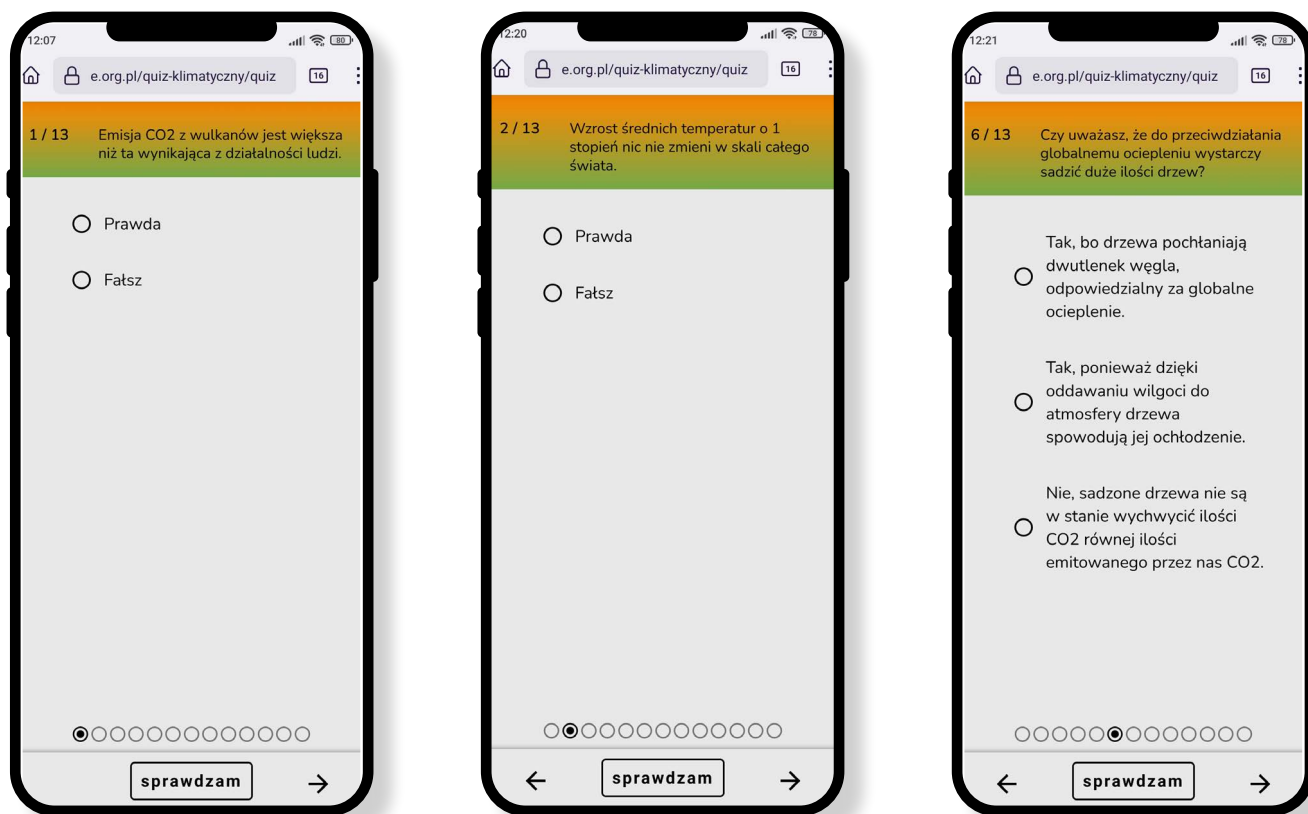 12:07
80
e.org.pl/quiz-klimatyczny/quiz
16
1 / 13
Emisja CO2 z wulkanów jest większa
niż ta wynikająca z działalności ludzi.
Prawda
Fałsz
sprawdzam
12:20
78
e.org.pl/quiz-klimatyczny/quiz
16
2 / 13
Wzrost średnich temperatur o 1
stopień nic nie zmieni w skali całego
świata.
Prawda
Fałsz
sprawdzam
12:21
78
e.org.pl/quiz-klimatyczny/quiz
16
6 / 13
Czy uważasz, że do przeciwdziałania
globalnemu ociepleniu wystarczy
sadzić duże ilości drzew?
Tak, bo drzewa pochłaniają
dwutlenek węgla,
odpowiedzialny za globalne
ocieplenie.
Tak, ponieważ dzięki
oddawaniu wilgoci do
atmosfery drzewa
spowodują jej ochłodzenie.
Nie, sadzone drzewa nie są
w stanie wychwycić ilości
CO2 równej ilości
emitowanego przez nas CO2.
sprawdzam